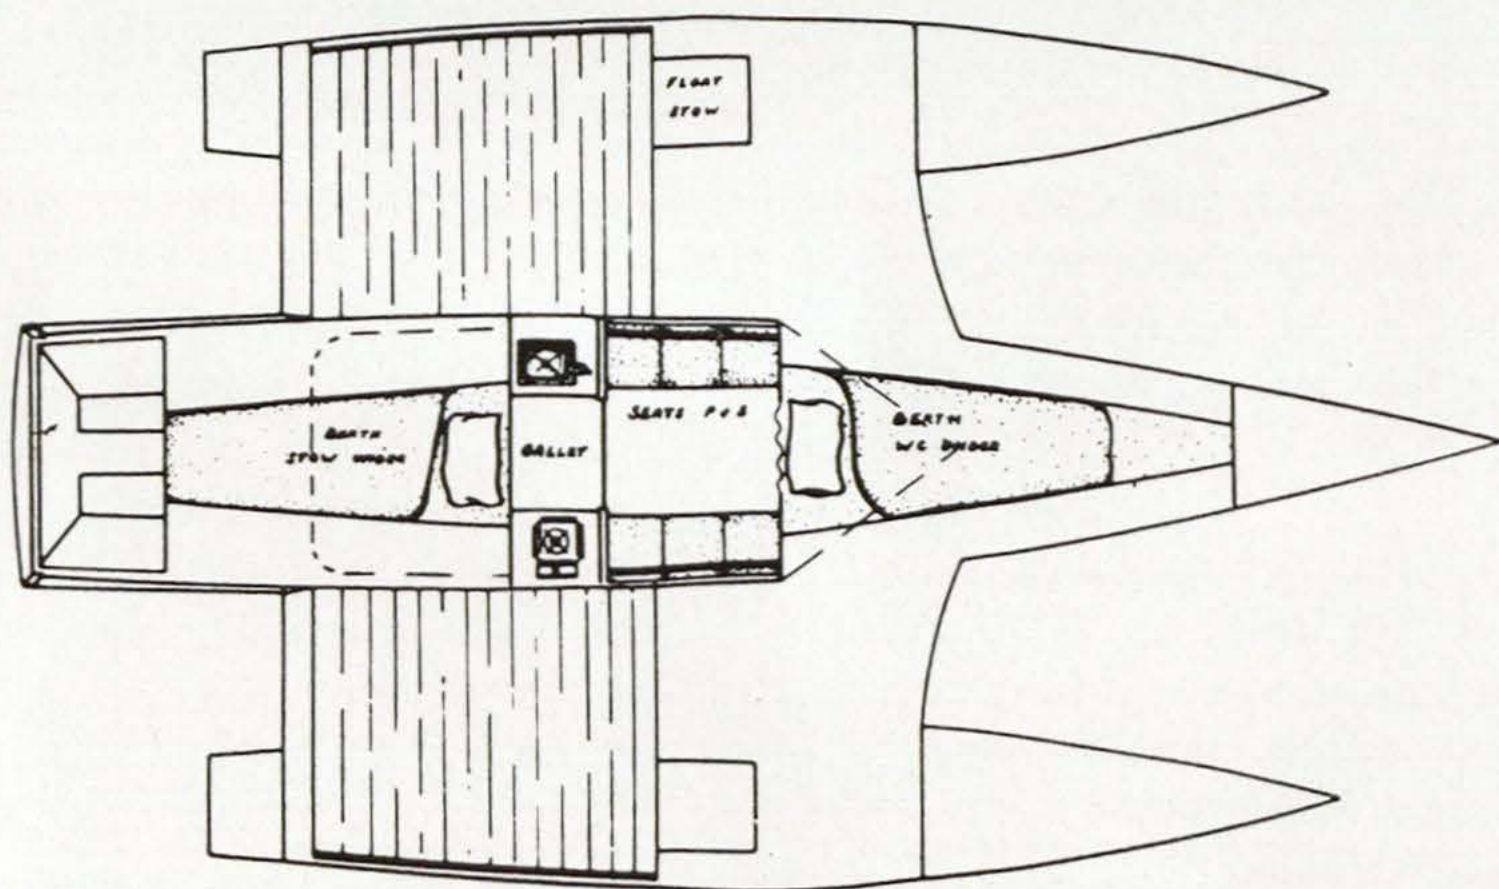 FLOAT
STOW
BERTH
STOW UNDER
GALLEY
SEATS P & S
BERTH
WC UNDER